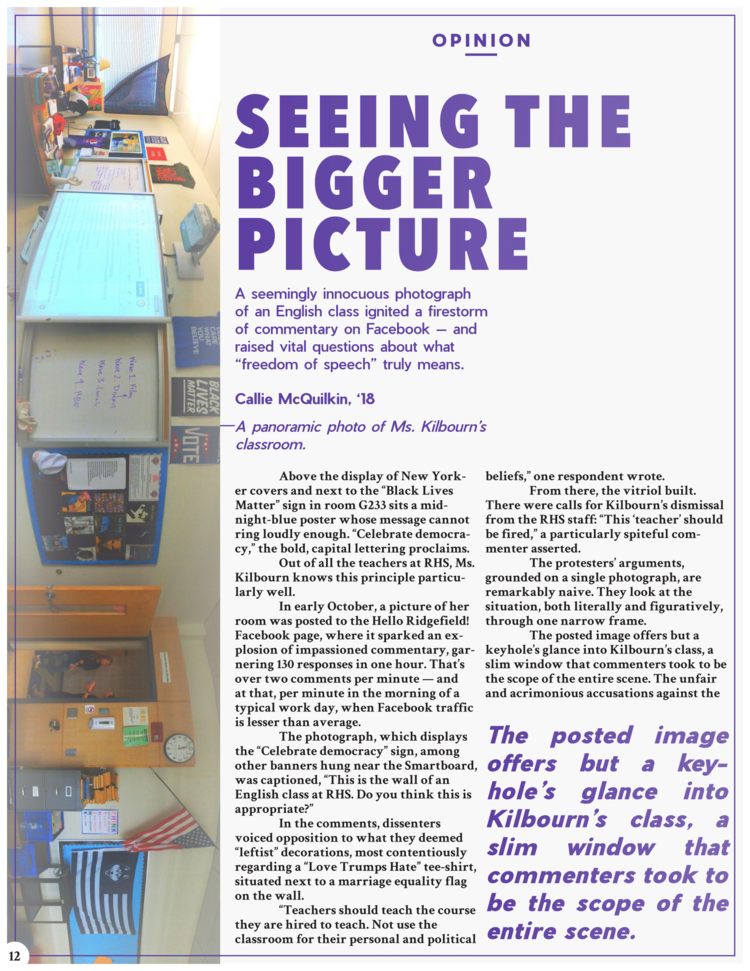 OPINION
SEEING THE
BIGGER
PICTURE
A seemingly innocuous photograph
of an English class ignited a firestorm
of commentary on Facebook — and
raised vital questions about what
“freedom of speech” truly means.
Callie McQuilkin, ‘18
A panoramic photo of Ms. Kilbourn’s
classroom.
Above the display of New York-
er covers and next to the “Black Lives
Matter” sign in room G233 sits a mid-
night-blue poster whose message cannot
ring loudly enough. “Celebrate democra-
cy,” the bold, capital lettering proclaims.
Out of all the teachers at RHS, Ms.
Kilbourn knows this principle particu-
larly well.
In early October, a picture of her
room was posted to the Hello Ridgefield!
Facebook page, where it sparked an ex-
plosion of impassioned commentary, gar-
nering 130 responses in one hour. That’s
over two comments per minute — and
at that, per minute in the morning of a
typical work day, when Facebook traffic
is lesser than average.
The photograph, which displays
the “Celebrate democracy” sign, among
other banners hung near the Smartboard,
was captioned, “This is the wall of an
English class at RHS. Do you think this is
appropriate?”
In the comments, dissenters
voiced opposition to what they deemed
“leftist” decorations, most contentiously
regarding a “Love Trumps Hate” tee-shirt,
situated next to a marriage equality flag
on the wall.
“Teachers should teach the course
they are hired to teach. Not use the
classroom for their personal and political
beliefs,” one respondent wrote.
From there, the vitriol built.
There were calls for Kilbourn’s dismissal
from the RHS staff: “This ‘teacher’ should
be fired,” a particularly spiteful com-
menter asserted.
The protesters’ arguments,
grounded on a single photograph, are
remarkably naive. They look at the
situation, both literally and figuratively,
through one narrow frame.
The posted image offers but a
keyhole’s glance into Kilbourn’s class, a
slim window that commenters took to be
the scope of the entire scene. The unfair
and acrimonious accusations against the
The posted image
offers but a key-
hole’s glance into
Kilbourn’s class, a
slim window that
commenters took to
be the scope of the
entire scene.
BELIEVE
BLACK
LIVES
MATTER
VOTE
12